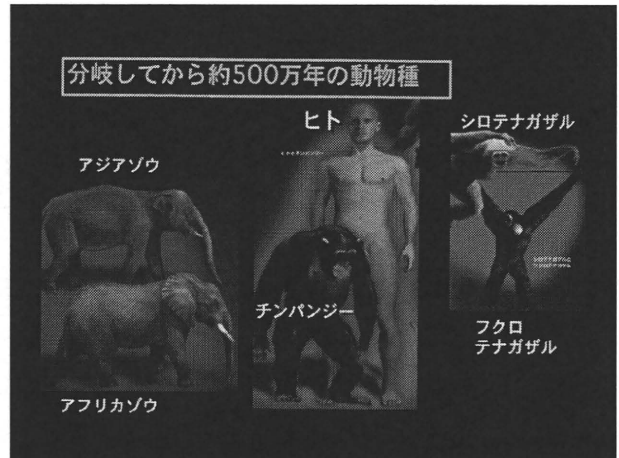 分岐してから約500万年の動物種
ヒト
シロテナガザル
アジアゾウ
チンパンジー
フクロ
テナガザル
アフリカゾウ